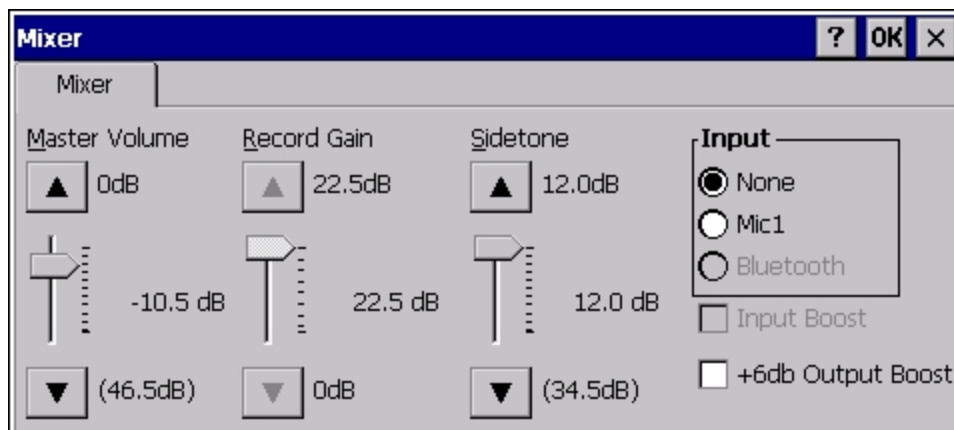 Mixer ? OK ×
Mixer
Master Volume Record Gain Sidetone Input
0dB 22.5dB 12.0dB None
Mic1
Bluetooth
-10.5 dB 22.5 dB 12.0 dB
Input Boost
+6db Output Boost
(46.5dB) 0dB (34.5dB)